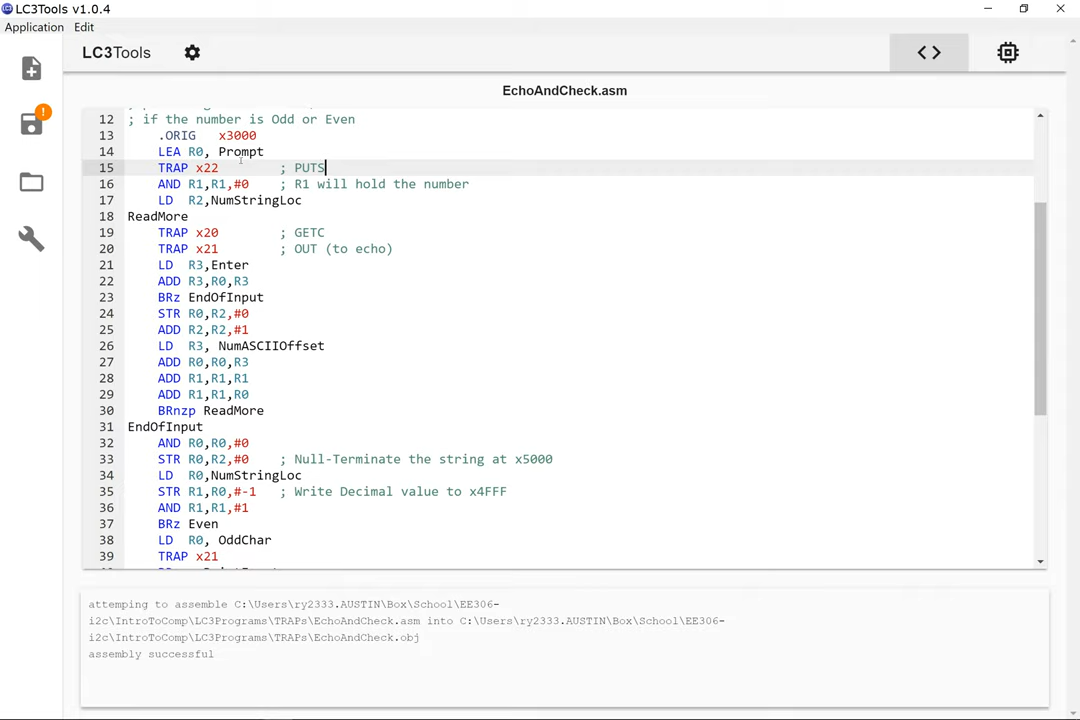 LC3Tools v1.0.4
Application Edit
LC3Tools
EchoAndCheck.asm
12 ; if the number is Odd or Even
13 .ORIG x3000
14 LEA R0, Prompt
15 TRAP x22 ; PUTS
16 AND R1,R1,#0 ; R1 will hold the number
17 LD R2,NumStringLoc
18 ReadMore
19 TRAP x20 ; GETC
20 TRAP x21 ; OUT (to echo)
21 LD R3,Enter
22 ADD R3,R0,R3
23 BRz EndOfInput
24 STR R0,R2,#0
25 ADD R2,R2,#1
26 LD R3, NumASCIIOffset
27 ADD R0,R0,R3
28 ADD R1,R1,R1
29 ADD R1,R1,R0
30 BRnzp ReadMore
31 EndOfInput
32 AND R0,R0,#0
33 STR R0,R2,#0 ; Null-Terminate the string at x5000
34 LD R0,NumStringLoc
35 STR R1,R0,#-1 ; Write Decimal value to x4FFF
36 AND R1,R1,#1
37 BRz Even
38 LD R0, OddChar
39 TRAP x21
attemping to assemble C:\Users\ry2333.AUSTIN\Box\School\EE306-
i2c\IntroToComp\LC3Programs\TRAPs\EchoAndCheck.asm into C:\Users\ry2333.AUSTIN\Box\School\EE306-
i2c\IntroToComp\LC3Programs\TRAPs\EchoAndCheck.obj
assembly successful